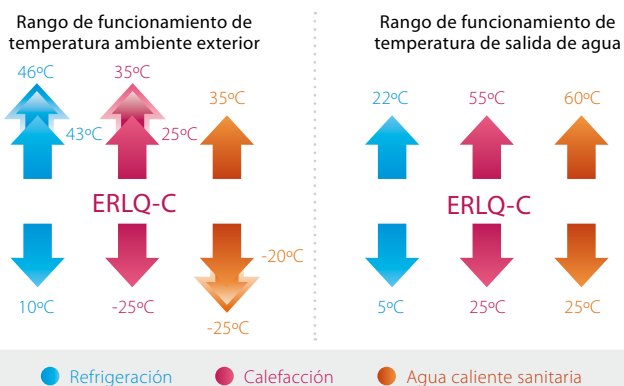 Rango de funcionamiento de
temperatura ambiente exterior
46ºC
35ºC
35ºC
43ºC
25ºC
ERLQ-C
-20ºC
10ºC
-25ºC
-25ºC
Rango de funcionamiento de
temperatura de salida de agua
22ºC
55ºC
60ºC
ERLQ-C
5ºC
25ºC
25ºC
Refrigeración
Calefacción
Agua caliente sanitaria